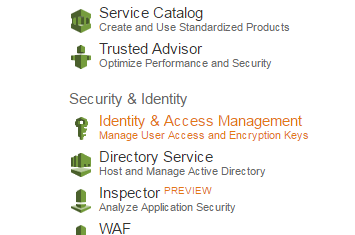 Service Catalog
Create and Use Standardized Products
Trusted Advisor
Optimize Performance and Security
Security & Identity
Identity & Access Management
Manage User Access and Encryption Keys
Directory Service
Host and Manage Active Directory
Inspector PREVIEW
Analyze Application Security
WAF